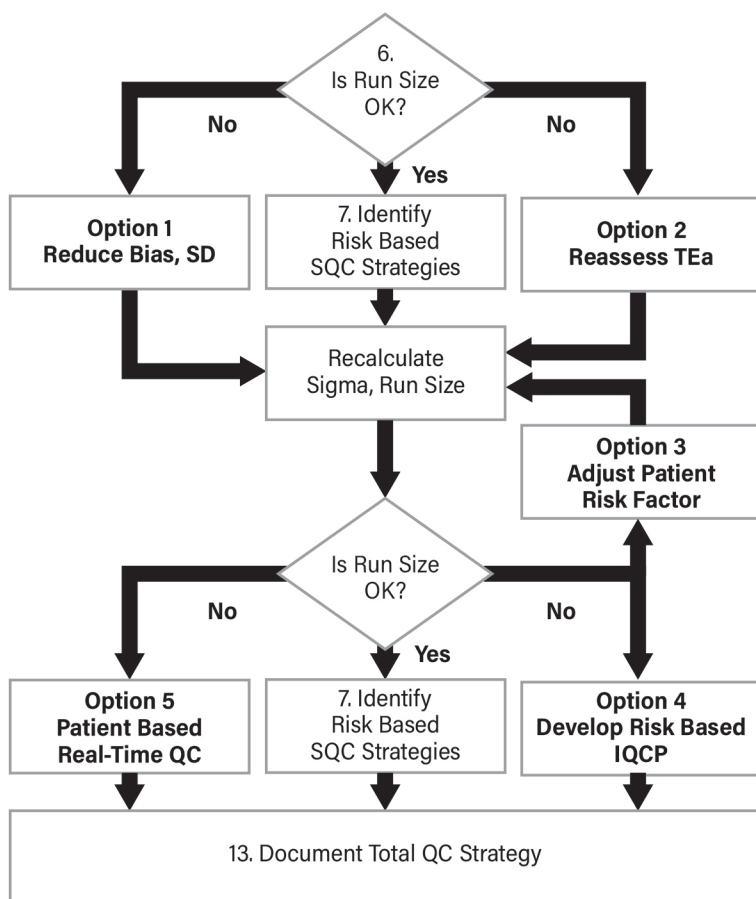 6.
Is Run Size
OK?
No
No
Yes
Option 1
Reduce Bias, SD
7. Identify
Risk Based
SQC Strategies
Option 2
Reassess TEa
Recalculate
Sigma, Run Size
Option 3
Adjust Patient
Risk Factor
Is Run Size
OK?
No
No
Yes
Option 5
Patient Based
Real-Time QC
7. Identify
Risk Based
SQC Strategies
Option 4
Develop Risk Based
IQCP
13. Document Total QC Strategy